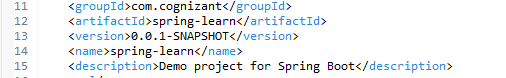 11 <groupId>com.cognizant</groupId>
12 <artifactId>spring-learn</artifactId>
13 <version>0.0.1-SNAPSHOT</version>
14 <name>spring-learn</name>
15 <description>Demo project for Spring Boot</description>